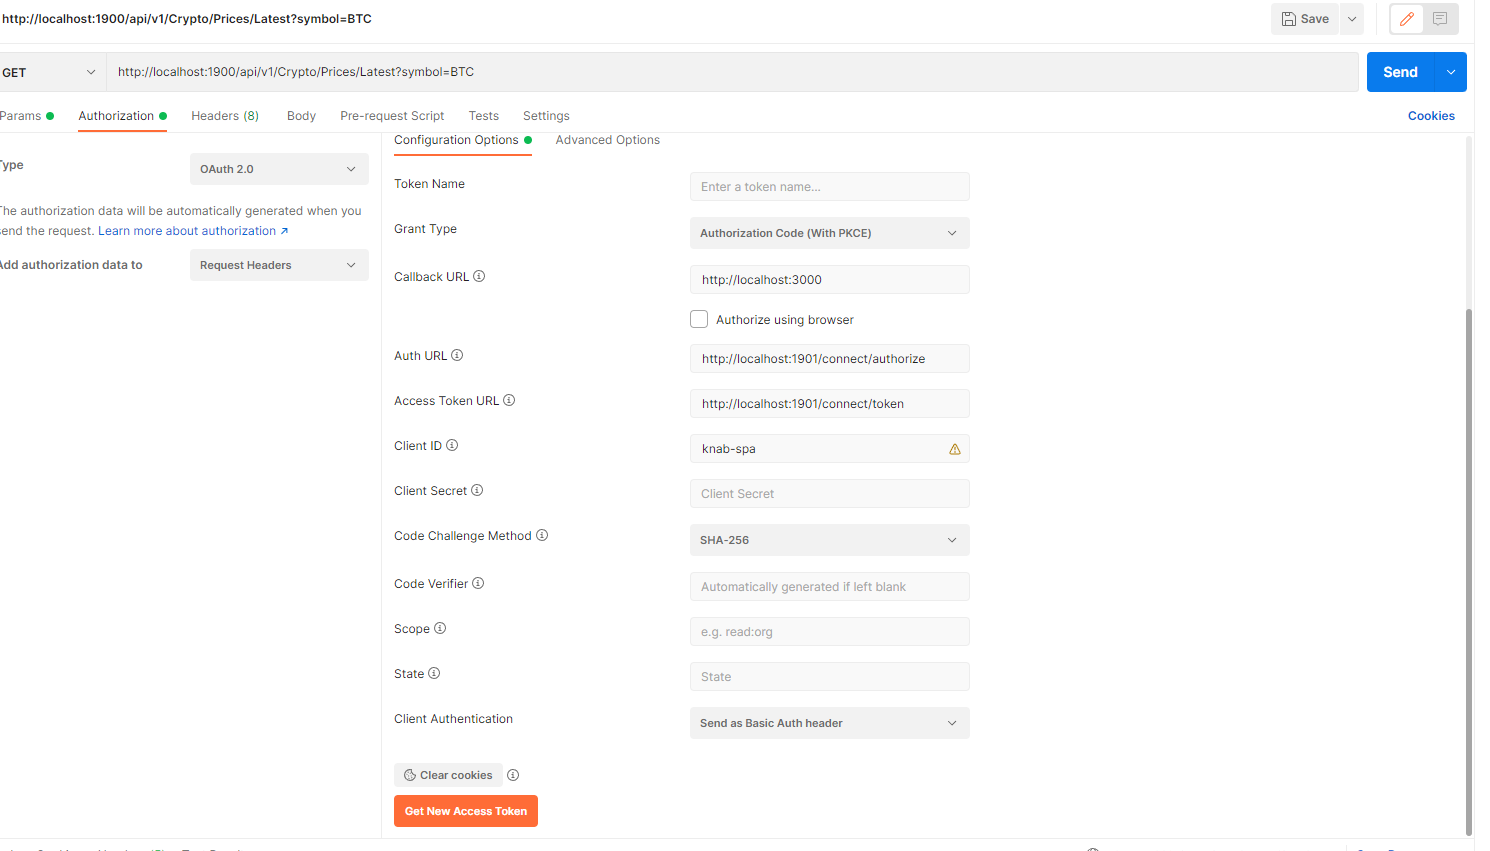 http://localhost:1900/api/v1/Crypto/Prices/Latest?symbol=BTC
Save
GET
http://localhost:1900/api/v1/Crypto/Prices/Latest?symbol=BTC
Send
Params
Authorization
Headers (8)
Body
Pre-request Script
Tests
Settings
Cookies
Configuration Options
Advanced Options
Type
OAuth 2.0
The authorization data will be automatically generated when you
send the request. Learn more about authorization ↗
Add authorization data to
Request Headers
Token Name
Enter a token name...
Grant Type
Authorization Code (With PKCE)
Callback URL
http://localhost:3000
Authorize using browser
Auth URL
http://localhost:1901/connect/authorize
Access Token URL
http://localhost:1901/connect/token
Client ID
knab-spa
Client Secret
Client Secret
Code Challenge Method
SHA-256
Code Verifier
Automatically generated if left blank
Scope
e.g. read:org
State
State
Client Authentication
Send as Basic Auth header
Clear cookies
Get New Access Token